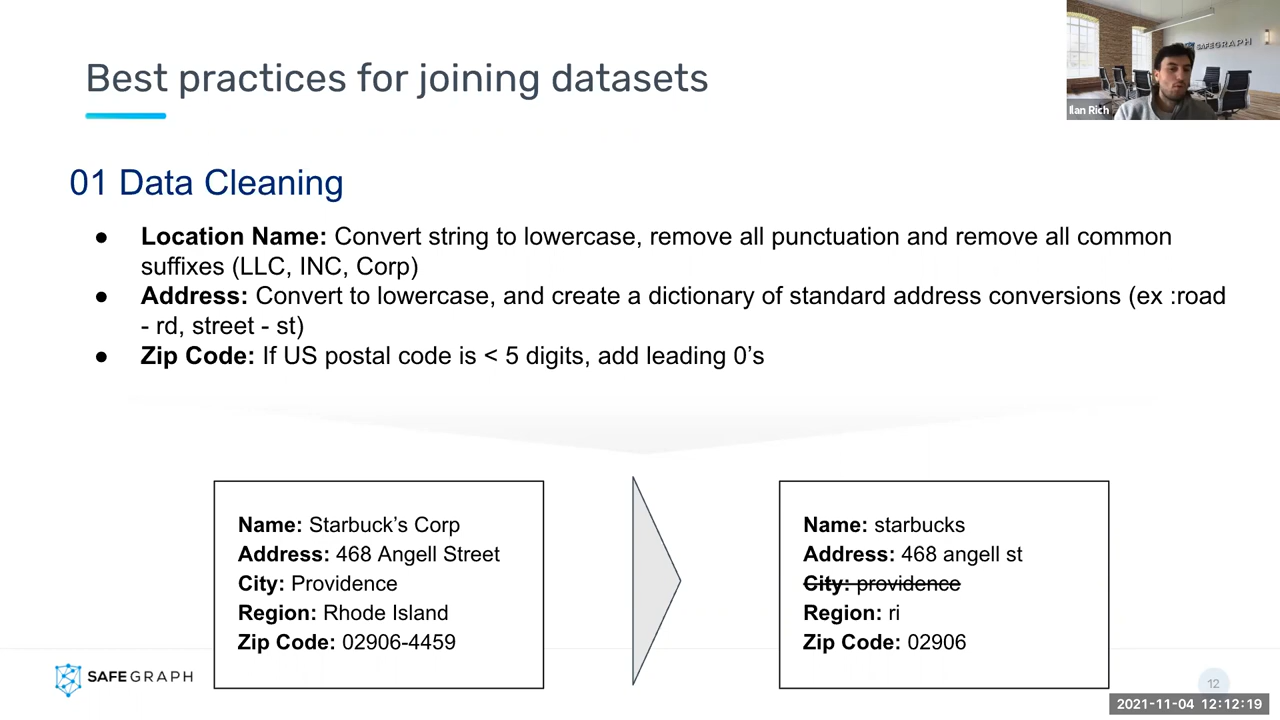 Best practices for joining datasets
SAFEGRAPH
Ilan Rich
01 Data Cleaning
● Location Name: Convert string to lowercase, remove all punctuation and remove all common
suffixes (LLC, INC, Corp)
● Address: Convert to lowercase, and create a dictionary of standard address conversions (ex :road
- rd, street - st)
● Zip Code: If US postal code is < 5 digits, add leading 0’s
Name: Starbuck’s Corp
Address: 468 Angell Street
City: Providence
Region: Rhode Island
Zip Code: 02906-4459
Name: starbucks
Address: 468 angell st
City: providence
Region: ri
Zip Code: 02906
SAFEGRAPH
12
2021-11-04 12:12:19